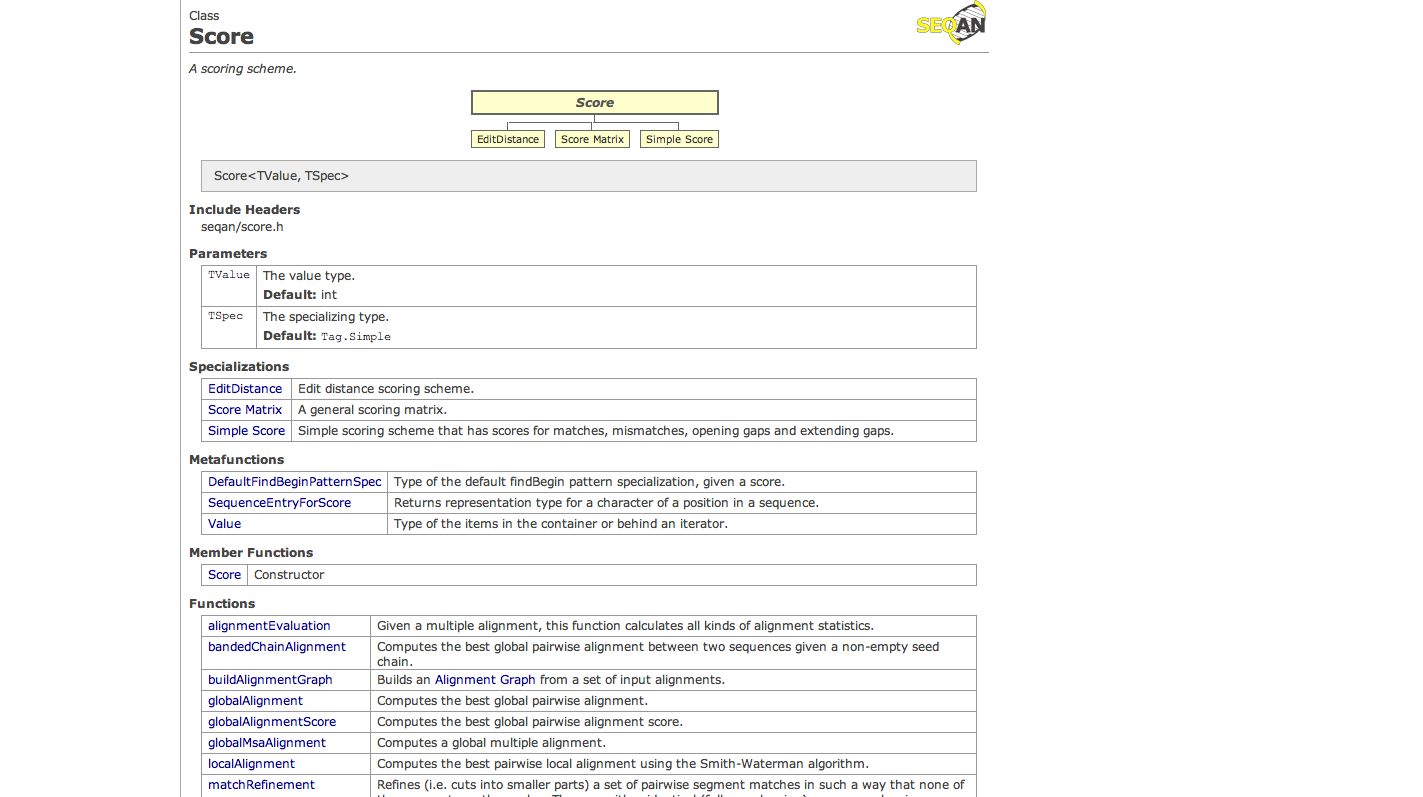 Class
Score
SEQAN
A scoring scheme.
Score
EditDistance Score Matrix Simple Score
Score<TValue, TSpec>
Include Headers
seqan/score.h
Parameters
TValue The value type.
Default: int
TSpec The specializing type.
Default: Tag.Simple
Specializations
EditDistance Edit distance scoring scheme.
Score Matrix A general scoring matrix.
Simple Score Simple scoring scheme that has scores for matches, mismatches, opening gaps and extending gaps.
Metafunctions
DefaultFindBeginPatternSpec Type of the default findBegin pattern specialization, given a score.
SequenceEntryForScore Returns representation type for a character of a position in a sequence.
Value Type of the items in the container or behind an iterator.
Member Functions
Score Constructor
Functions
alignmentEvaluation Given a multiple alignment, this function calculates all kinds of alignment statistics.
bandedChainAlignment Computes the best global pairwise alignment between two sequences given a non-empty seed
chain.
buildAlignmentGraph Builds an Alignment Graph from a set of input alignments.
globalAlignment Computes the best global pairwise alignment.
globalAlignmentScore Computes the best global pairwise alignment score.
globalMsaAlignment Computes a global multiple alignment.
localAlignment Computes the best pairwise local alignment using the Smith-Waterman algorithm.
matchRefinement Refines (i.e. cuts into smaller parts) a set of pairwise segment matches in such a way that none of